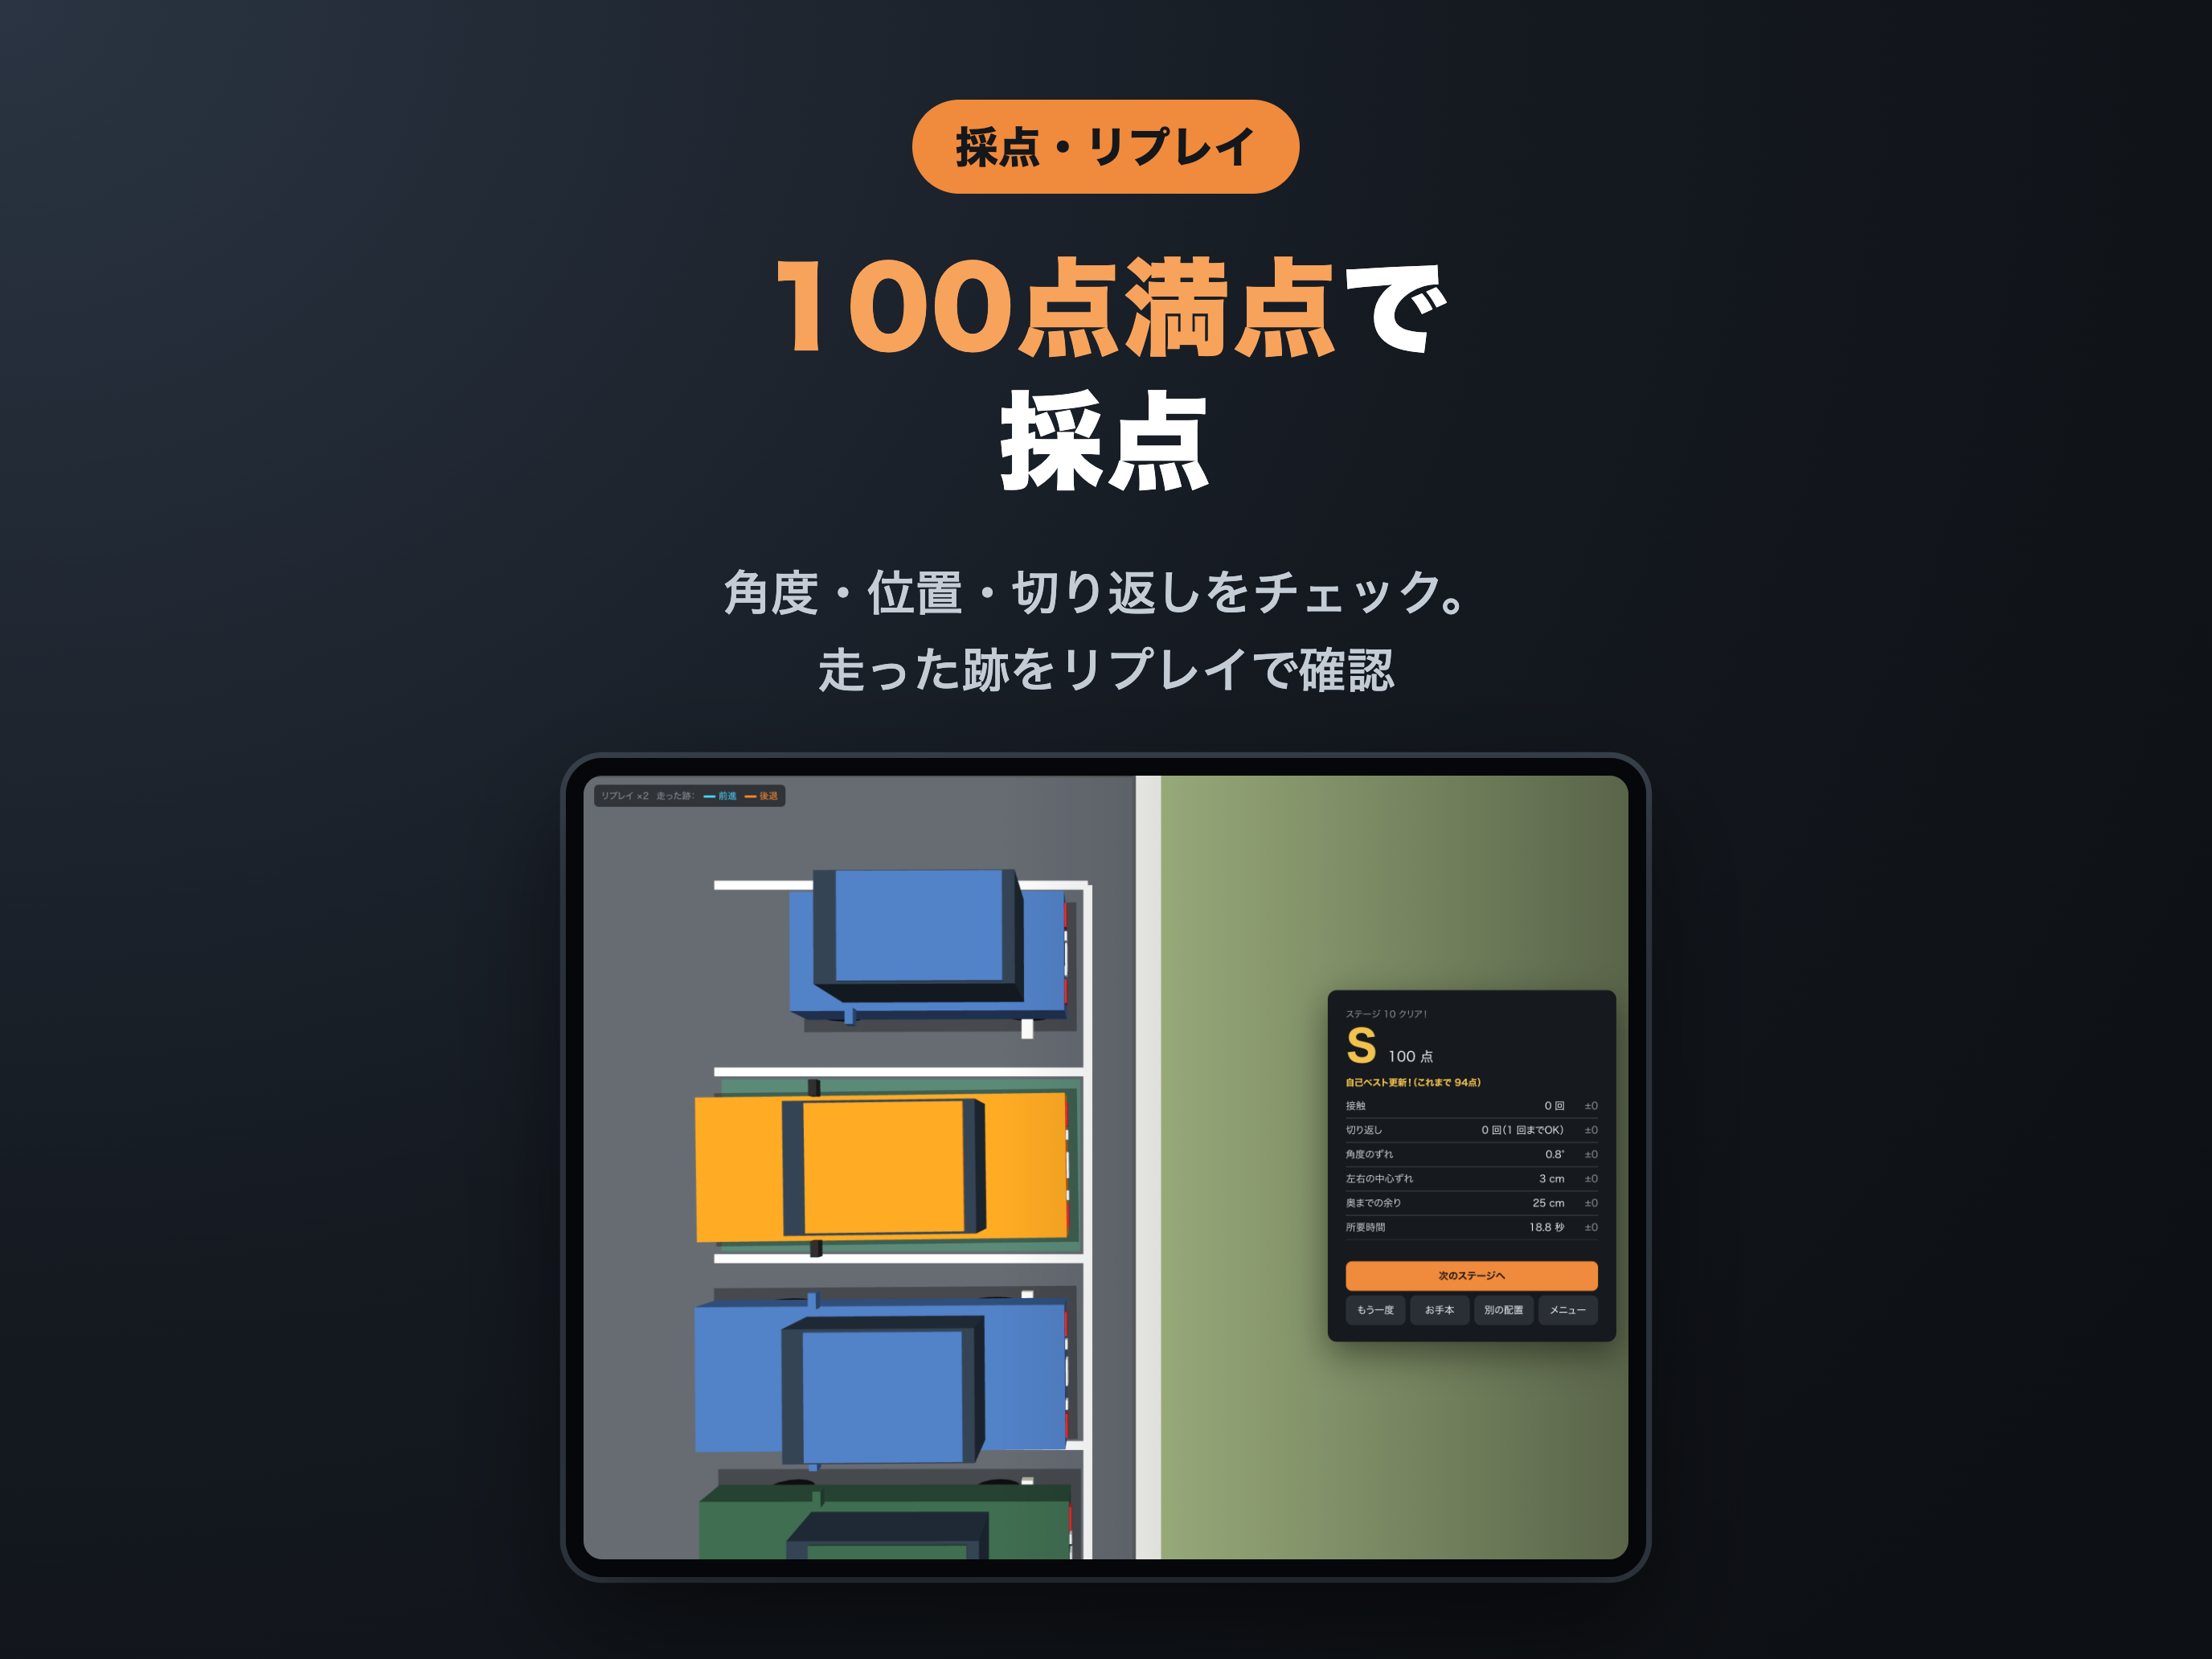 採点・リプレイ
100点満点で
採点
角度・位置・切り返しをチェック。
走った跡をリプレイで確認
リプレイ ×2 走った跡: 前進 後退
ステージ 10 クリア!
S 100 点
自己ベスト更新!(これまで 94点)
接触 0 回 ±0
切り返し 0 回(1 回までOK) ±0
角度のずれ 0.8° ±0
左右の中心ずれ 3 cm ±0
奥までの余り 25 cm ±0
所要時間 18.8 秒 ±0
次のステージへ
もう一度 お手本 別の配置 メニュー